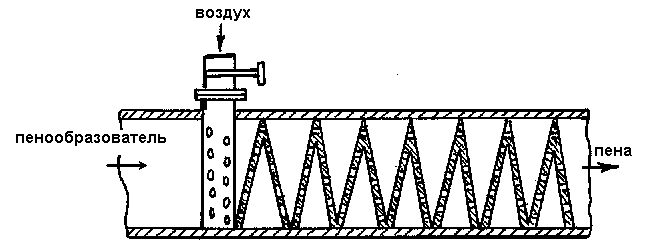 воздух
пенообразователь
пена